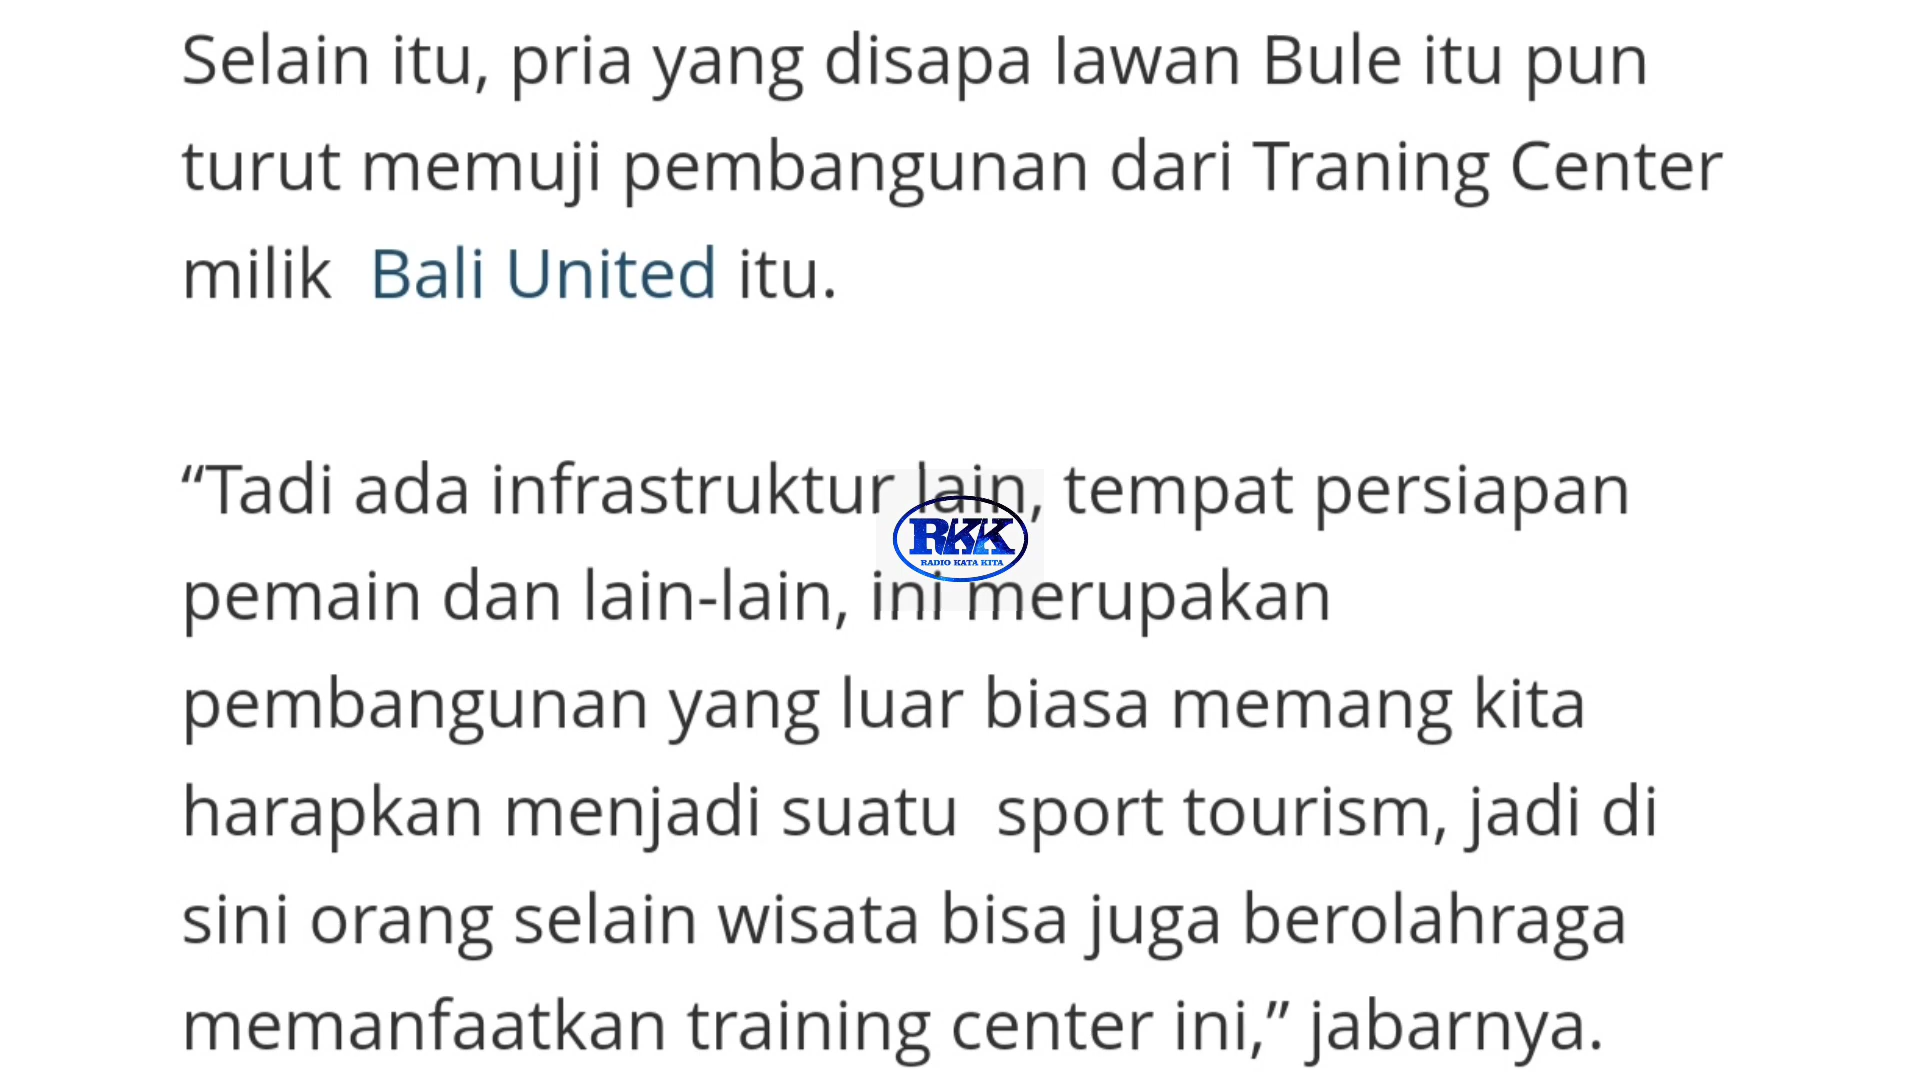 Selain itu, pria yang disapa Iawan Bule itu pun
turut memuji pembangunan dari Traning Center
milik  Bali United itu.
“Tadi ada infrastruktur lain, tempat persiapan
RKK
RADIO KATA KITA
pemain dan lain-lain, ini merupakan
pembangunan yang luar biasa memang kita
harapkan menjadi suatu  sport tourism, jadi di
sini orang selain wisata bisa juga berolahraga
memanfaatkan training center ini,” jabarnya.